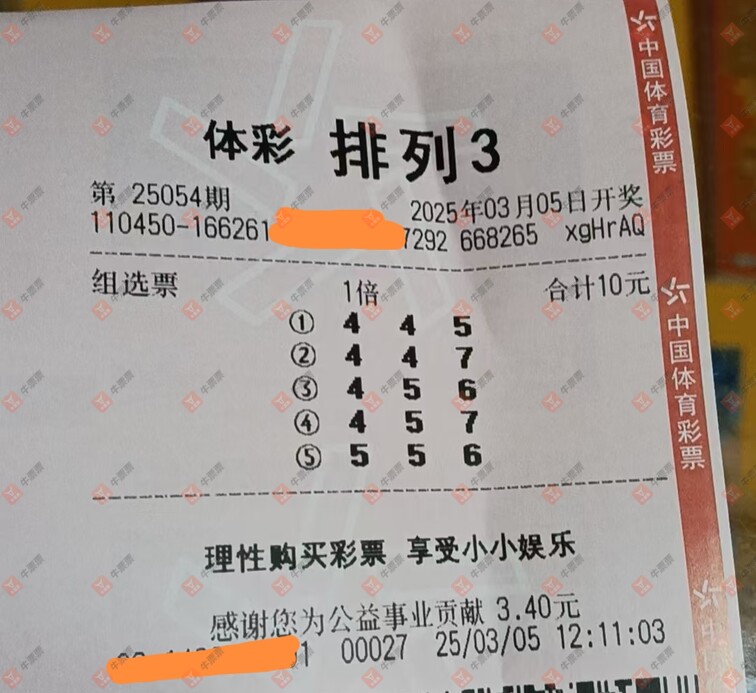 体彩 排列3
第 25054期 2025年03月05日开奖
110450-166261 7292 668265 xgHrAQ
组选票 1倍 合计10元
① 4 4 5
② 4 4 7
③ 4 5 6
④ 4 5 7
⑤ 5 5 6
理性购买彩票 享受小小娱乐
感谢您为公益事业贡献 3.40元
1 00027 25/03/05 12:11:03
中国体育彩票
中国体育彩票
中
牛票票